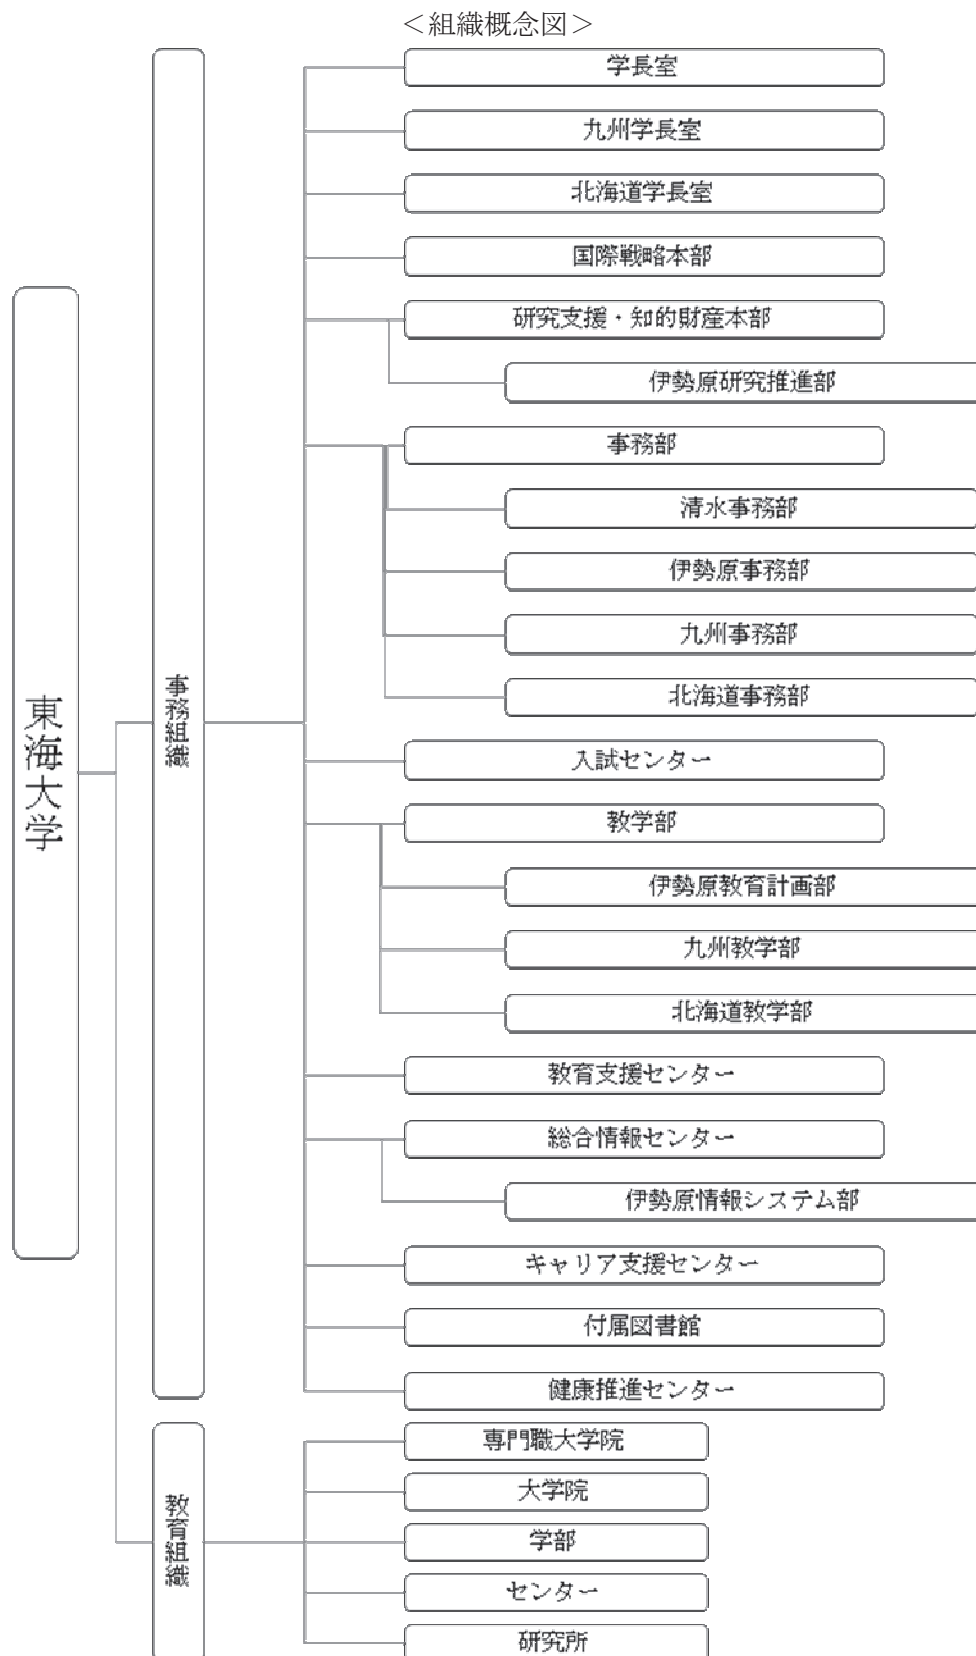 ＜組織概念図＞
東海大学
事務組織
学長室
九州学長室
北海道学長室
国際戦略本部
研究支援・知的財産本部
伊勢原研究推進部
事務部
清水事務部
伊勢原事務部
九州事務部
北海道事務部
入試センター
教学部
伊勢原教育計画部
九州教学部
北海道教学部
教育支援センター
総合情報センター
伊勢原情報システム部
キャリア支援センター
付属図書館
健康推進センター
教育組織
専門職大学院
大学院
学部
センター
研究所